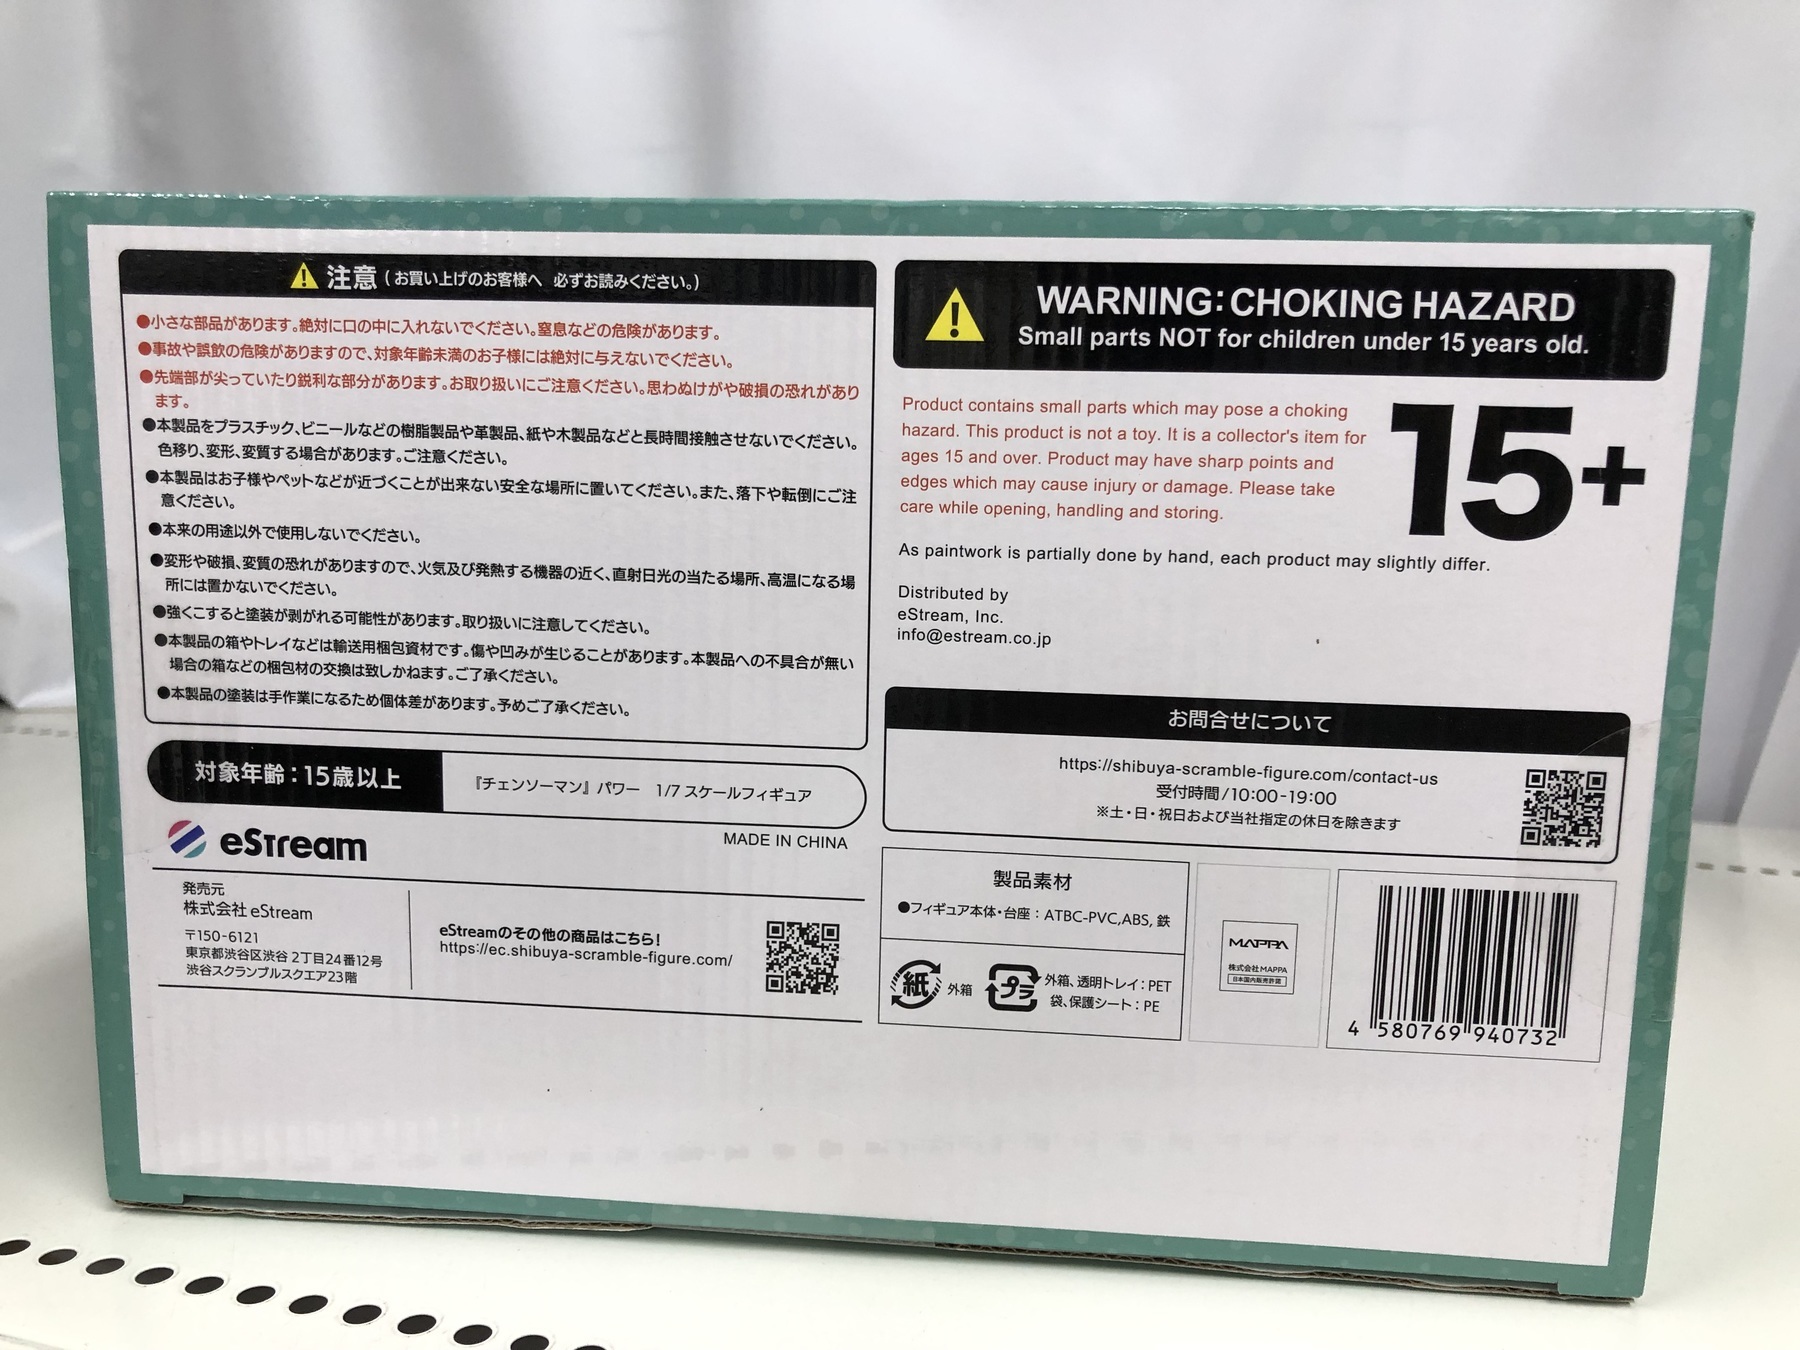 注意(お買い上げのお客様へ 必ずお読みください。)
●小さな部品があります。絶対に口の中に入れないでください。窒息などの危険があります。
●事故や誤飲の危険がありますので、対象年齢未満のお子様には絶対に与えないでください。
●先端部が尖っていたり鋭利な部分があります。お取り扱いにご注意ください。思わぬけがや破損の恐れがあり
ます。
●本製品をプラスチック、ビニールなどの樹脂製品や革製品、紙や木製品などと長時間接触させないでください。
色移り、変形、変質する場合があります。ご注意ください。
●本製品はお子様やペットなどが近づくことが出来ない安全な場所に置いてください。また、落下や転倒にご注
意ください。
●本来の用途以外で使用しないでください。
●変形や破損、変質の恐れがありますので、火気及び発熱する機器の近く、直射日光の当たる場所、高温になる場
所には置かないでください。
●強くこすると塗装が剥がれる可能性があります。取り扱いに注意してください。
●本製品の箱やトレイなどは輸送用梱包資材です。傷や凹みが生じることがあります。本製品への不具合が無い
場合の箱などの梱包材の交換は致しかねます。ご了承ください。
●本製品の塗装は手作業になるため個体差があります。予めご了承ください。
対象年齢:15歳以上
『チェンソーマン』パワー 1/7 スケールフィギュア
eStream
MADE IN CHINA
発売元
株式会社 eStream
〒150-6121
東京都渋谷区渋谷 2丁目24番12号
渋谷スクランブルスクエア23階
eStreamのその他の商品はこちら!
https://ec.shibuya-scramble-figure.com/
WARNING:CHOKING HAZARD
Small parts NOT for children under 15 years old.
Product contains small parts which may pose a choking
hazard. This product is not a toy. It is a collector's item for
ages 15 and over. Product may have sharp points and
edges which may cause injury or damage. Please take
care while opening, handling and storing.
15+
As paintwork is partially done by hand, each product may slightly differ.
Distributed by
eStream, Inc.
info@estream.co.jp
お問合せについて
https://shibuya-scramble-figure.com/contact-us
受付時間/10:00-19:00
※土・日・祝日および当社指定の休日を除きます
製品素材
●フィギュア本体・台座:ATBC-PVC,ABS, 鉄
紙 外箱
プラ 外箱、透明トレイ:PET
袋、保護シート:PE
MAPPA
株式会社MAPPA
日本国内販売許諾
4 580769 940732